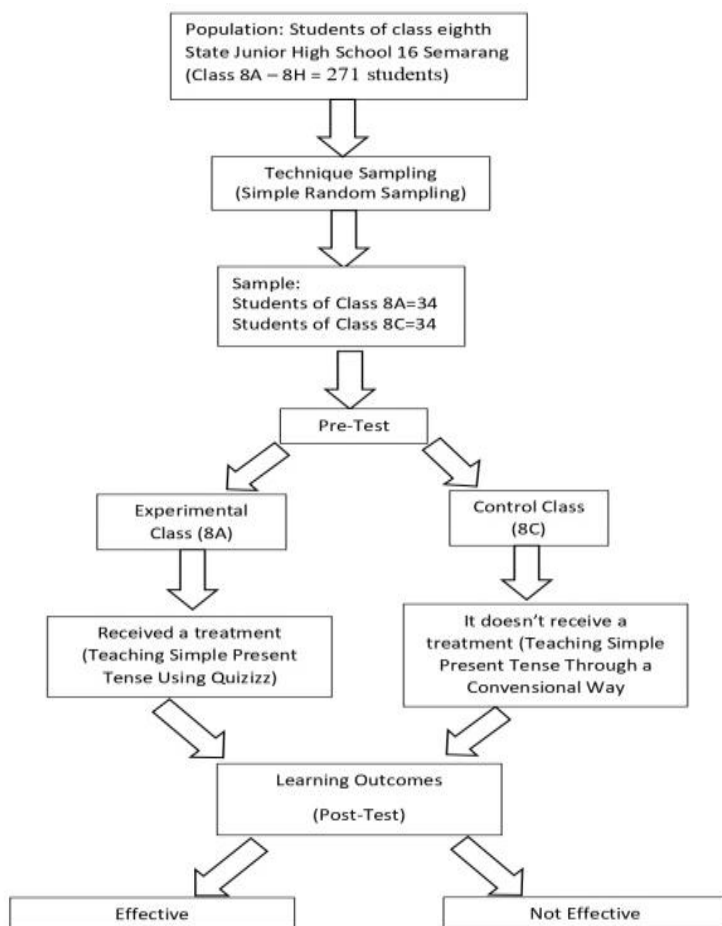 Population: Students of class eighth
State Junior High School 16 Semarang
(Class 8A – 8H = 271 students)
Technique Sampling
(Simple Random Sampling)
Sample:
Students of Class 8A=34
Students of Class 8C=34
Pre-Test
Experimental
Class (8A)
Control Class
(8C)
Received a treatment
(Teaching Simple Present
Tense Using Quizizz)
It doesn't receive a
treatment (Teaching Simple
Present Tense Through a
Convensional Way
Learning Outcomes
(Post-Test)
Effective
Not Effective